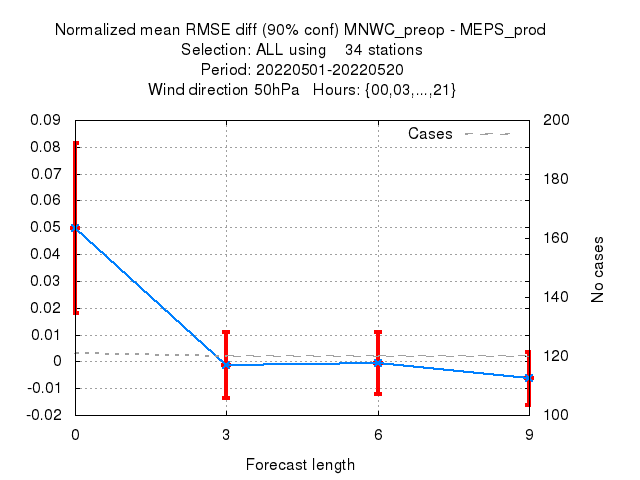 Normalized mean RMSE diff (90% conf) MNWC_preop - MEPS_prod
Selection: ALL using    34 stations
Period: 20220501-20220520
Wind direction 50hPa   Hours: {00,03,...,21}
Cases
0.09
0.08
0.07
0.06
0.05
0.04
0.03
0.02
0.01
0
-0.01
-0.02
200
180
160
140
120
100
No cases
0 3 6 9
Forecast length